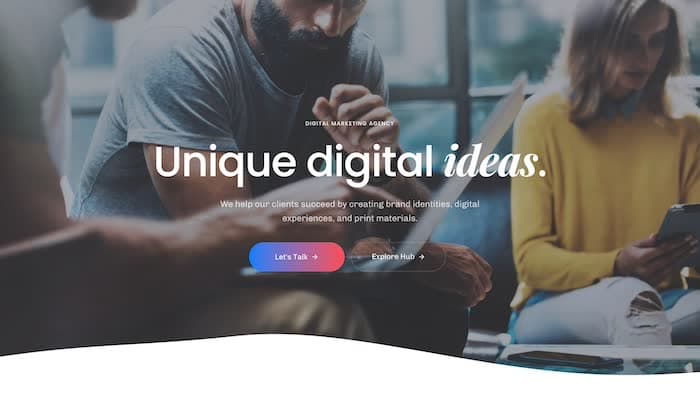 DIGITAL MARKETING AGENCY
Unique digital ideas.
We help our clients succeed by creating brand identities, digital
experiences, and print materials.
Let's Talk →
Explore Hub →